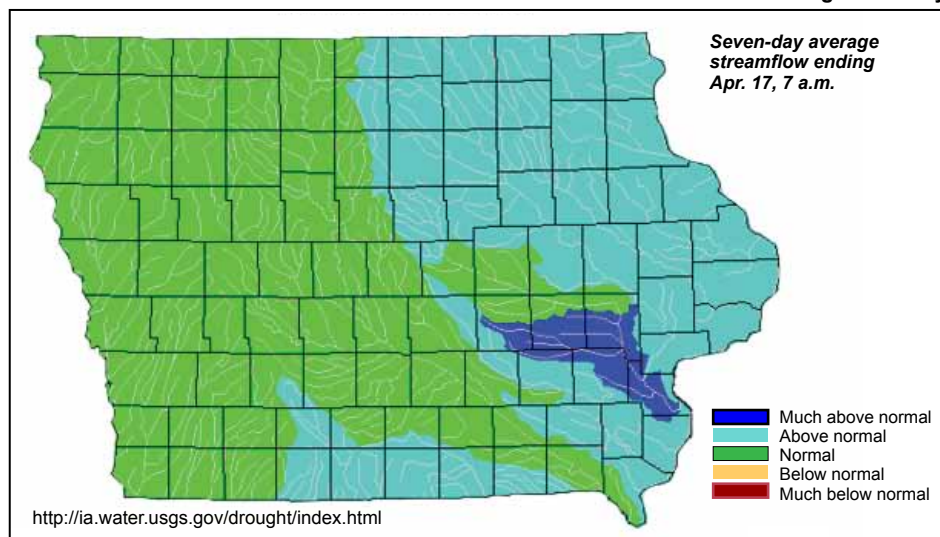 Seven-day average
streamflow ending
Apr. 17, 7 a.m.
Much above normal
Above normal
Normal
Below normal
Much below normal
http://ia.water.usgs.gov/drought/index.html